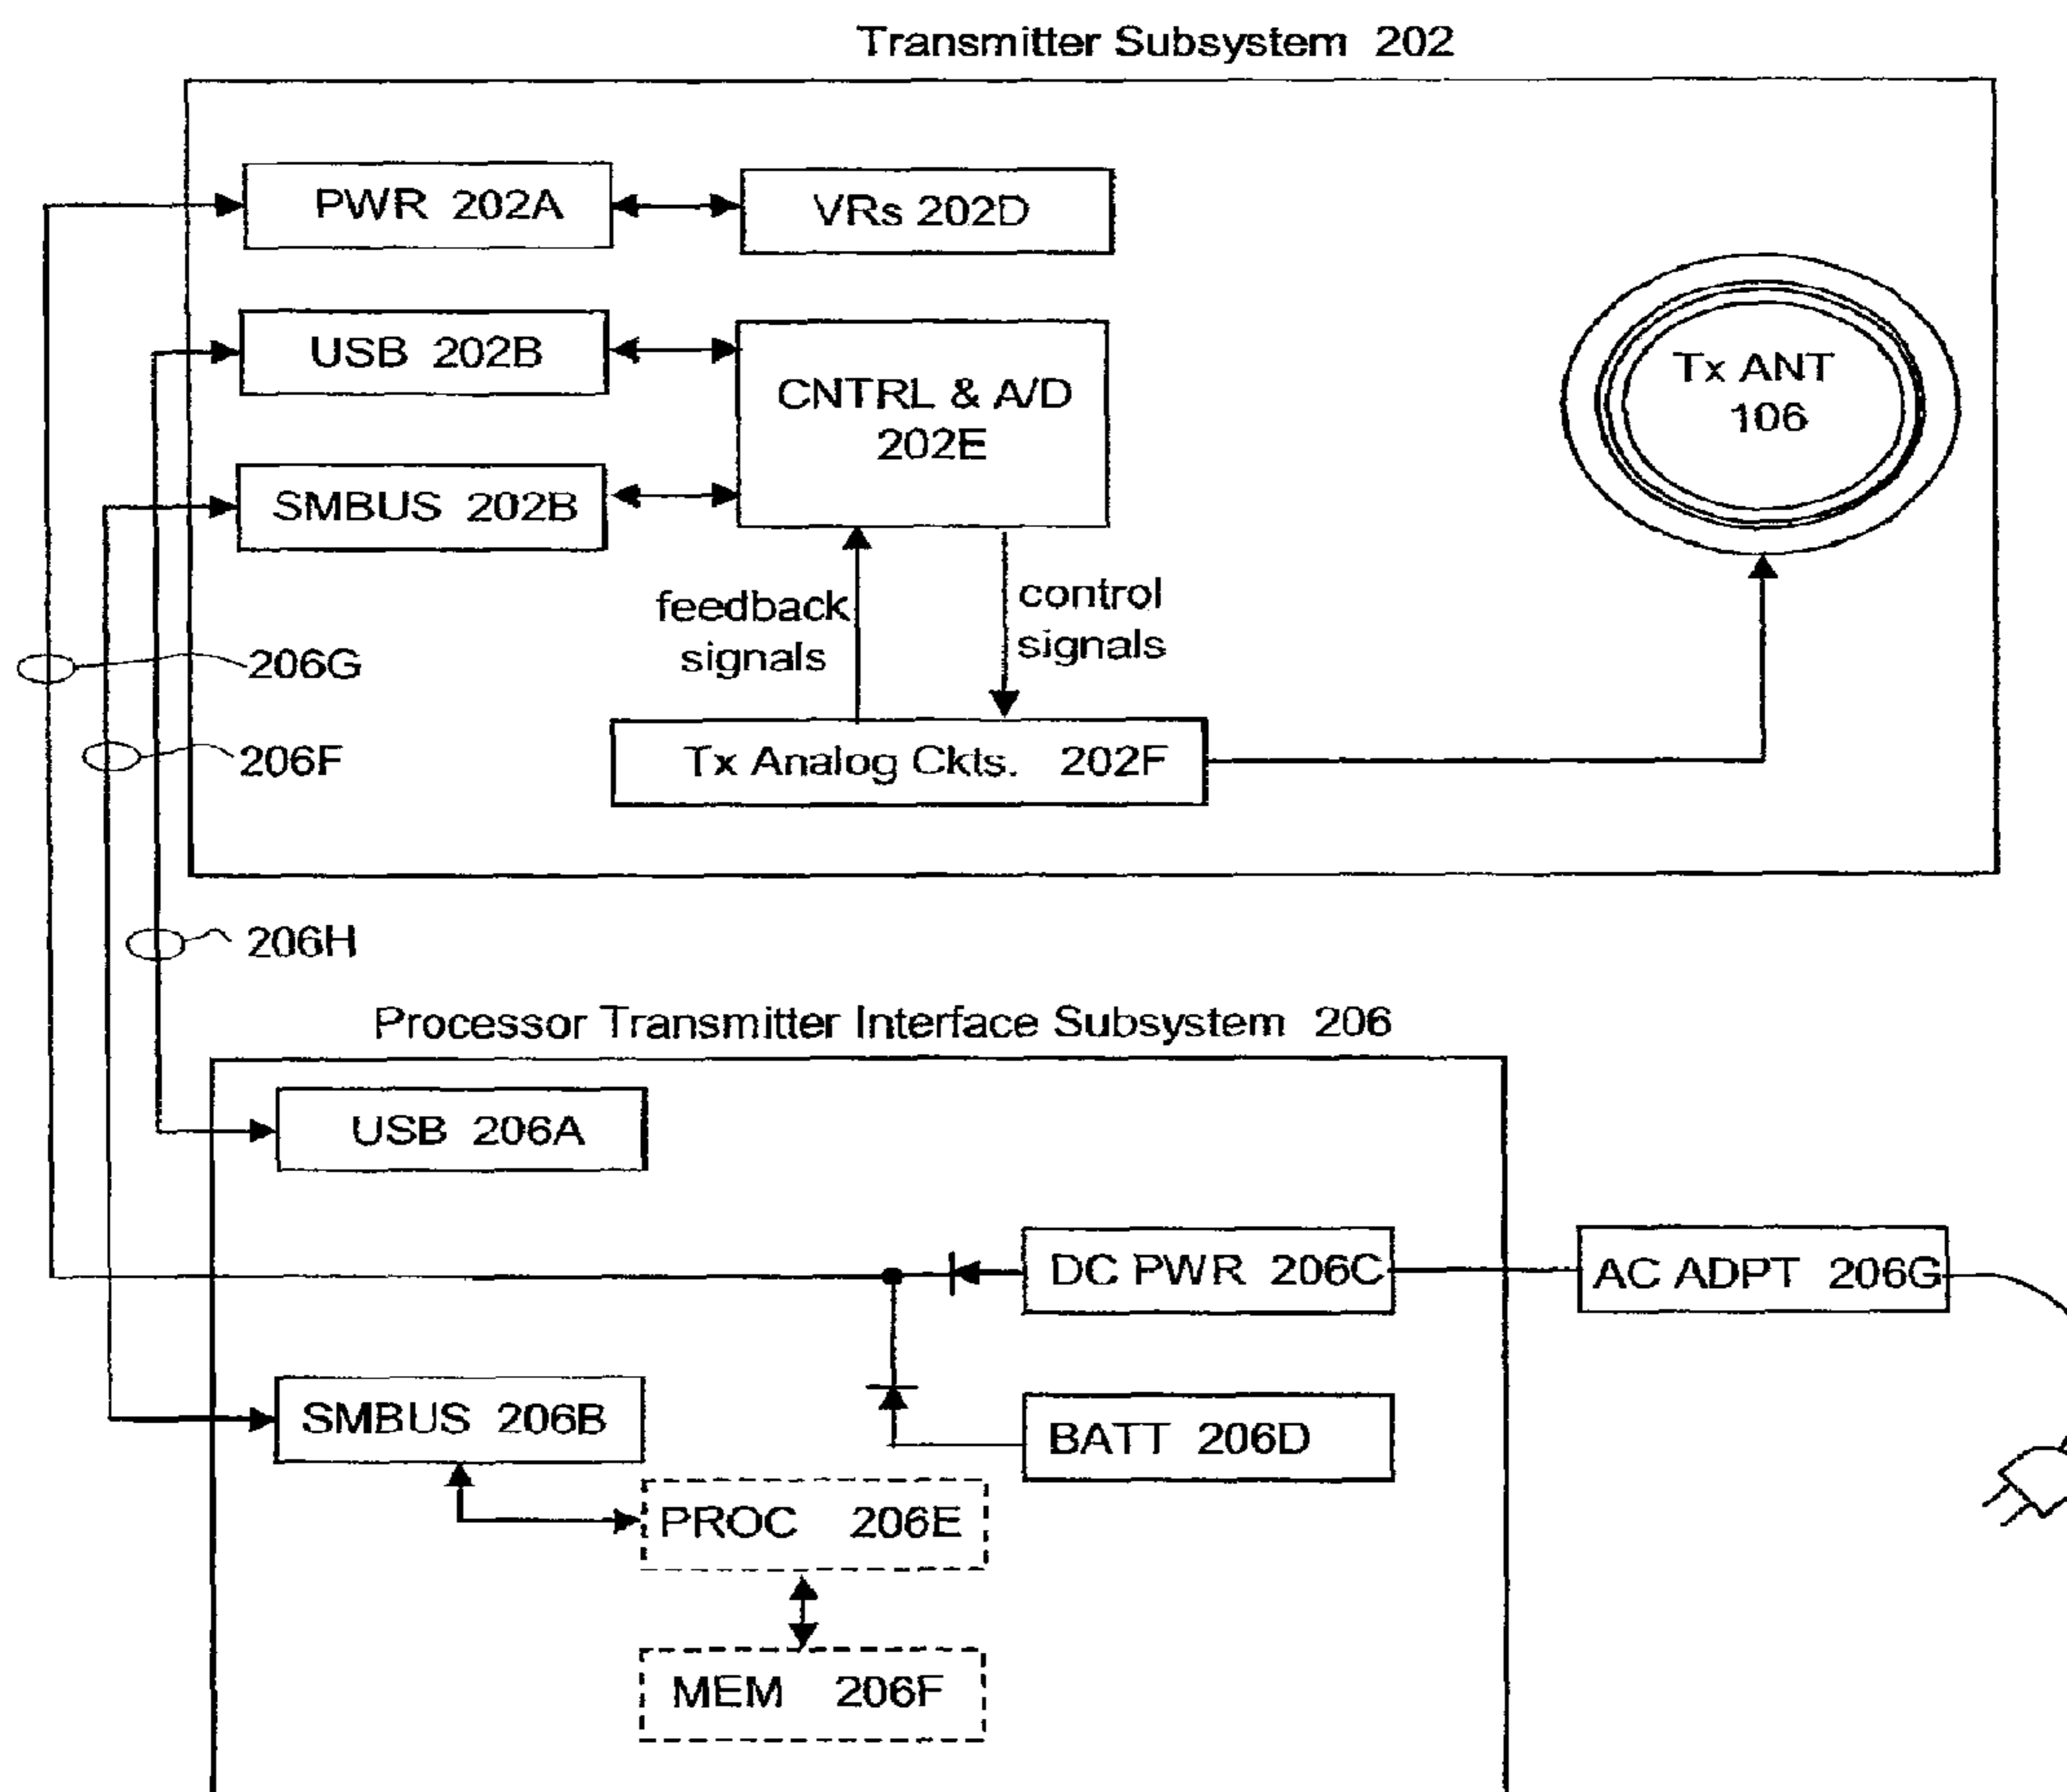 Transmitter Subsystem 202
PWR 202A
VRs 202D
USB 202B
CNTRL & A/D
202E
SMBUS 202B
Tx ANT
106
feedback
signals
control
signals
206G
206F
Tx Analog Ckts. 202F
206H
Processor Transmitter Interface Subsystem 206
USB 206A
DC PWR 206C
AC ADPT 206G
SMBUS 206B
BATT 206D
PROC 206E
MEM 206F